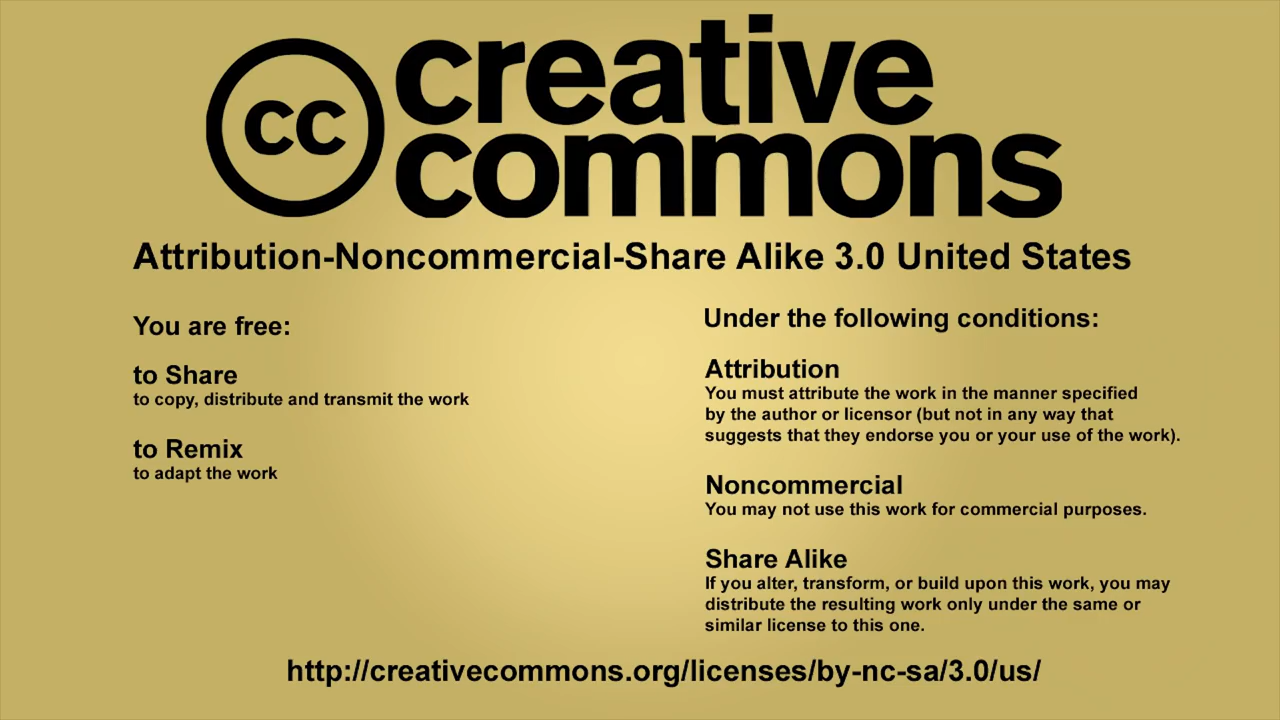 cc creative
commons
Attribution-Noncommercial-Share Alike 3.0 United States
You are free:
to Share
to copy, distribute and transmit the work
to Remix
to adapt the work
Under the following conditions:
Attribution
You must attribute the work in the manner specified
by the author or licensor (but not in any way that
suggests that they endorse you or your use of the work).
Noncommercial
You may not use this work for commercial purposes.
Share Alike
If you alter, transform, or build upon this work, you may
distribute the resulting work only under the same or
similar license to this one.
http://creativecommons.org/licenses/by-nc-sa/3.0/us/